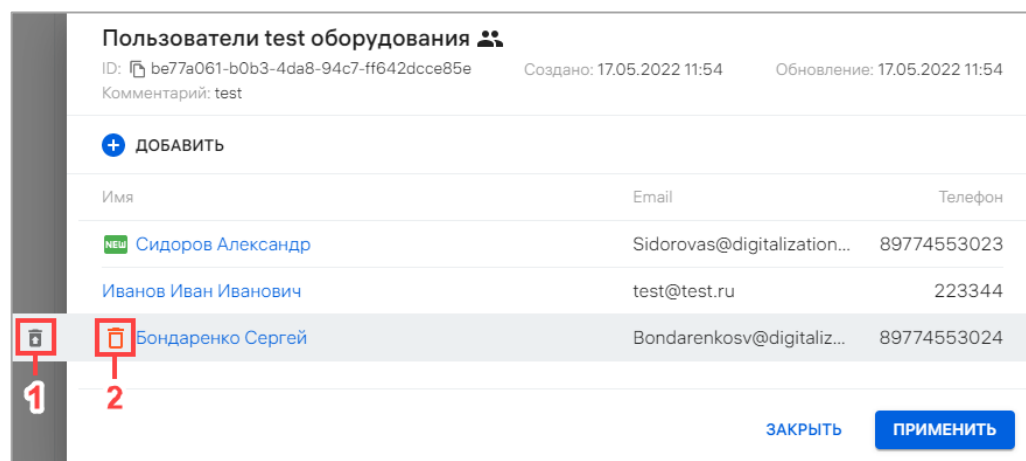 Пользователи test оборудования
ID: be77a061-b0b3-4da8-94c7-ff642dcce85e Создано: 17.05.2022 11:54 Обновление: 17.05.2022 11:54
Комментарий: test
ДОБАВИТЬ
Имя Email Телефон
NEW Сидоров Александр Sidorovas@digitalization... 89774553023
Иванов Иван Иванович test@test.ru 223344
Бондаренко Сергей Bondarenkosv@digitaliz... 89774553024
1 2
ЗАКРЫТЬ ПРИМЕНИТЬ